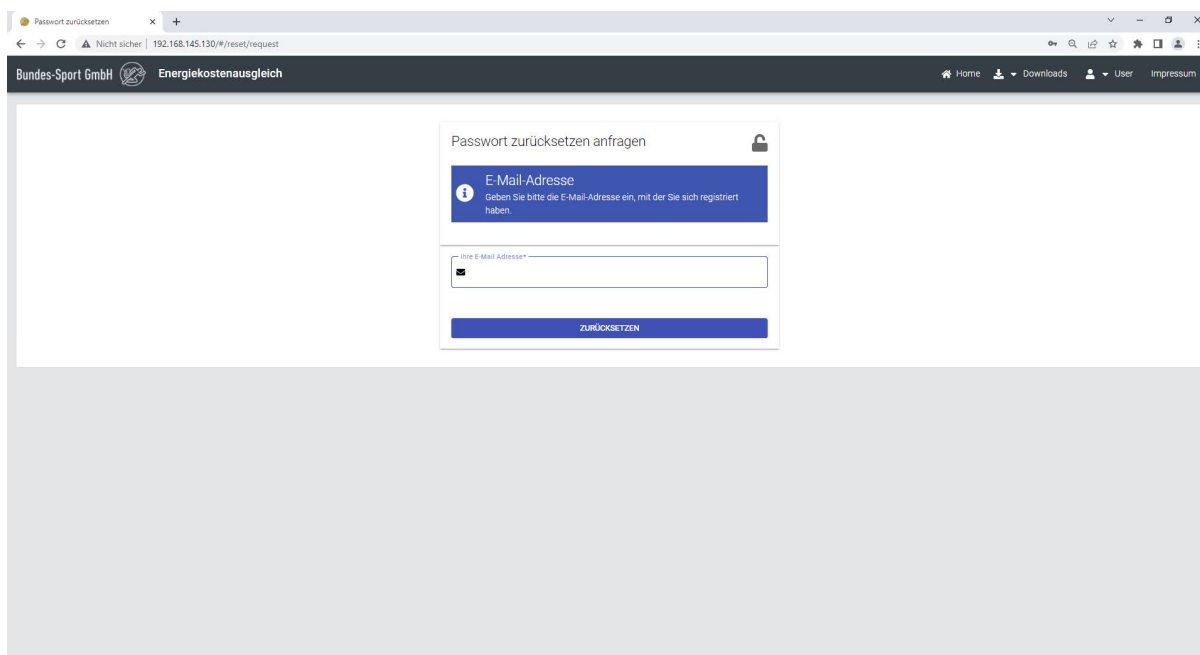 Passwort zurücksetzen
Nicht sicher | 192.168.145.130/#/reset/request
Bundes-Sport GmbH Energiekostenausgleich Home Downloads User Impressum
Passwort zurücksetzen anfragen
E-Mail-Adresse
Geben Sie bitte die E-Mail-Adresse ein, mit der Sie sich registriert
haben.
Ihre E-Mail Adresse*
ZURÜCKSETZEN